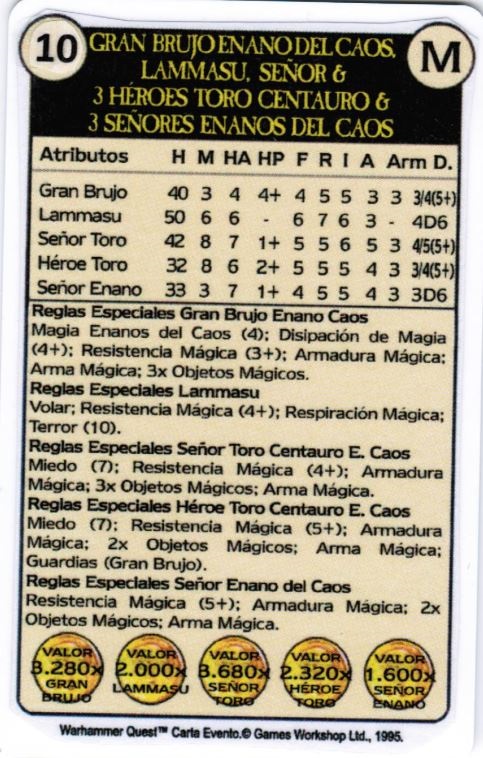 10
GRAN BRUJO ENANO DEL CAOS,
LAMMASU, SEÑOR &
3 HÉROES TORO CENTAURO &
3 SEÑORES ENANOS DEL CAOS
M
Atributos H M HA HP F R I A Arm D.
Gran Brujo 40 3 4 4+ 4 5 5 3 3 3/4(5+)
Lammasu 50 6 6 - 6 7 6 3 - 4D6
Señor Toro 42 8 7 1+ 5 5 6 5 3 4/5(5+)
Héroe Toro 32 8 6 2+ 5 5 5 4 3 3/4(5+)
Señor Enano 33 3 7 1+ 4 5 5 4 3 3D6
Reglas Especiales Gran Brujo Enano Caos
Magia Enanos del Caos (4); Disipación de Magia
(4+); Resistencia Mágica (3+); Armadura Mágica;
Arma Mágica; 3x Objetos Mágicos.
Reglas Especiales Lammasu
Volar; Resistencia Mágica (4+); Respiración Mágica;
Terror (10).
Reglas Especiales Señor Toro Centauro E. Caos
Miedo (7); Resistencia Mágica (4+); Armadura
Mágica; 3x Objetos Mágicos; Arma Mágica.
Reglas Especiales Héroe Toro Centauro E. Caos
Miedo (7); Resistencia Mágica (5+); Armadura
Mágica; 2x Objetos Mágicos; Arma Mágica;
Guardias (Gran Brujo).
Reglas Especiales Señor Enano del Caos
Resistencia Mágica (5+); Armadura Mágica; 2x
Objetos Mágicos; Arma Mágica.
VALOR
3.280x
GRAN
BRUJO
VALOR
2.000x
LAMMASU
VALOR
3.680x
SEÑOR
TORO
VALOR
2.320x
HÉROE
TORO
VALOR
1.600x
SEÑOR
ENANO
Warhammer Quest™ Carta Evento.© Games Workshop Ltd., 1995.